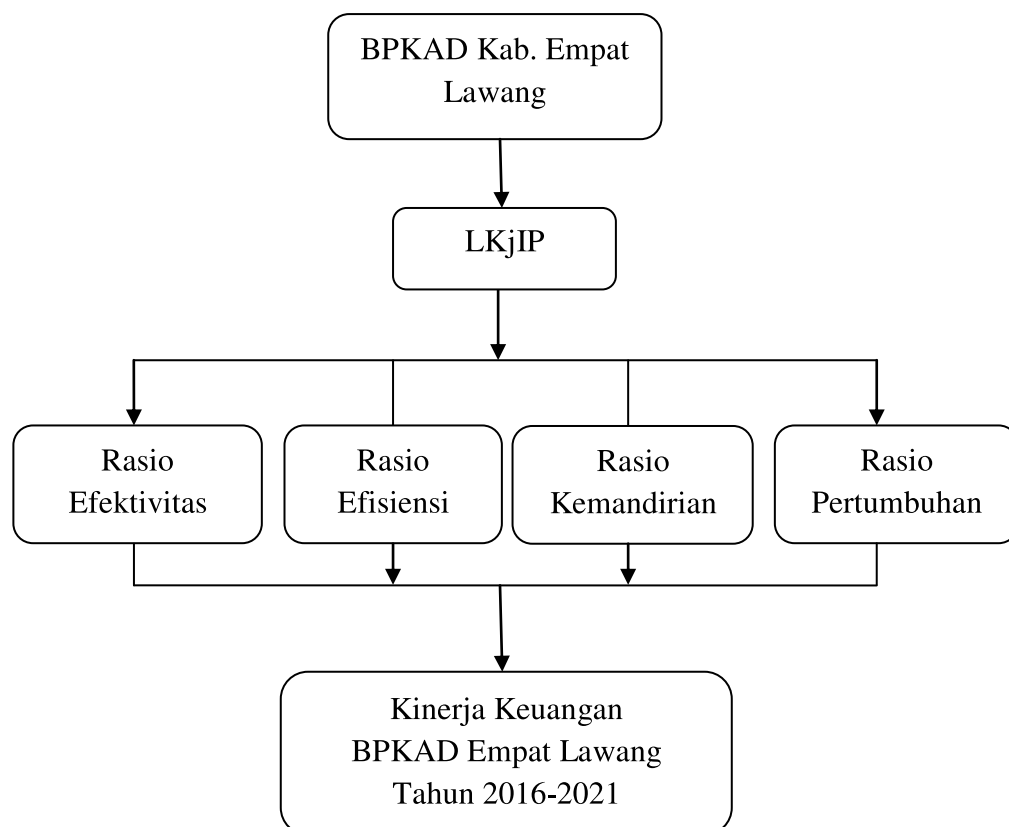 BPKAD Kab. Empat
Lawang
LKjIP
Rasio
Efektivitas
Rasio
Efisiensi
Rasio
Kemandirian
Rasio
Pertumbuhan
Kinerja Keuangan
BPKAD Empat Lawang
Tahun 2016-2021